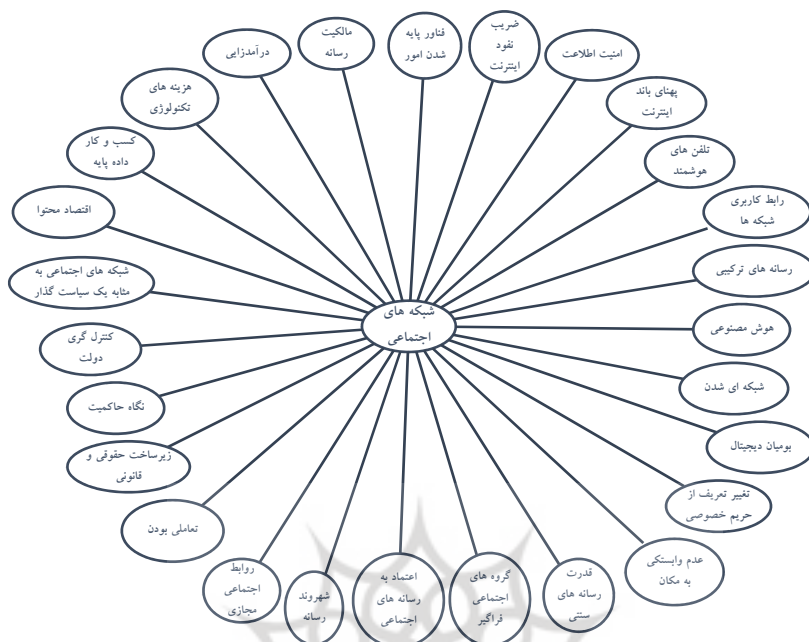 ضریب
نفود
اینترنت
فناور پایه
شدن امور
مالکیت
رسانه
درآمدزایی
هزینه های
تکنولوژی
کسب و کار
داده پایه
اقتصاد محتوا
شبکه های اجتماعی به
مثابه یک سیاست گذار
کنترل گری
دولت
نگاه حاکمیت
زیرساخت حقوقی و
قانونی
تعاملی بودن
روابط
اجتماعی
مجازی
شهروند
رسانه
اعتماد به
رسانه های
اجتماعی
گروه های
اجتماعی
فراگیر
قدرت
رسانه های
سنتی
عدم وابستگی
به مکان
تغییر تعریف از
حریم خصوصی
بومیان دیجیتال
شبکه ای شدن
هوش مصنوعی
رسانه های ترکیبی
رابط کاربری
شبکه ها
تلفن های
هوشمند
پهنای باند
اینترنت
امنیت اطلاعت
شبکه های
اجتماعی